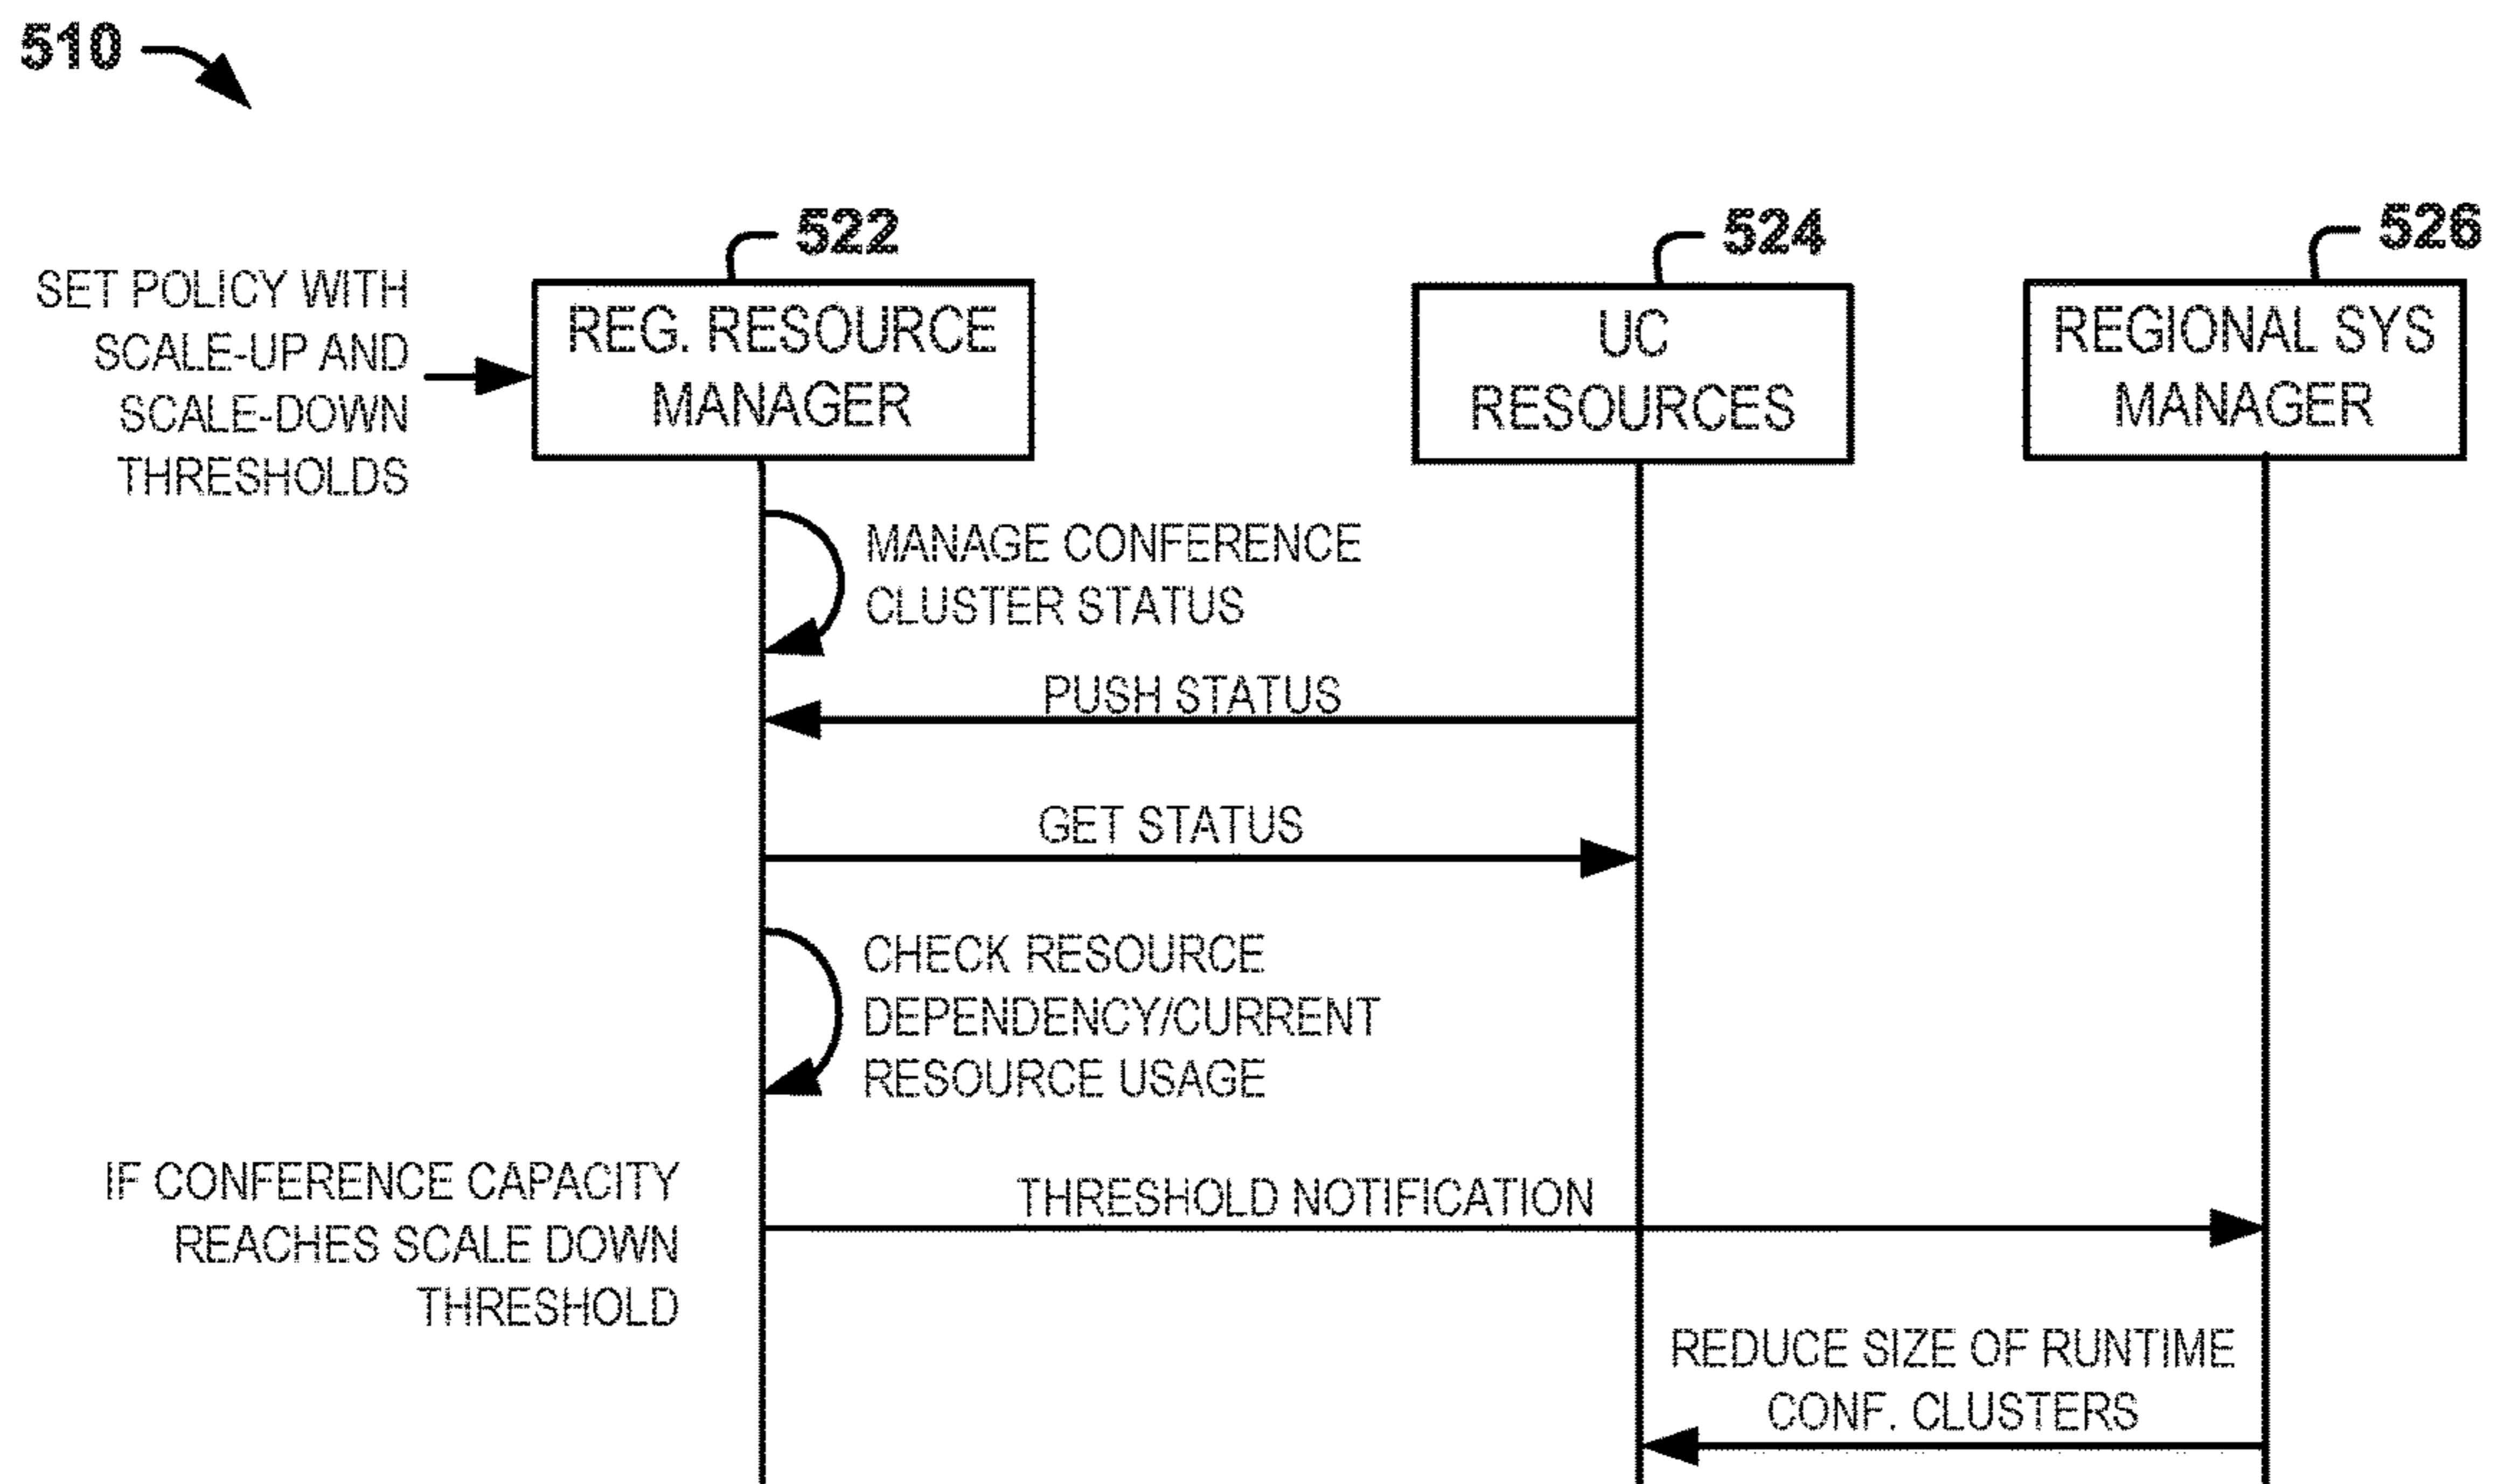 510
522
524
526
SET POLICY WITH
SCALE-UP AND
SCALE-DOWN
THRESHOLDS
REG. RESOURCE
MANAGER
UC
RESOURCES
REGIONAL SYS
MANAGER
MANAGE CONFERENCE
CLUSTER STATUS
PUSH STATUS
GET STATUS
CHECK RESOURCE
DEPENDENCY/CURRENT
RESOURCE USAGE
IF CONFERENCE CAPACITY
REACHES SCALE DOWN
THRESHOLD
THRESHOLD NOTIFICATION
REDUCE SIZE OF RUNTIME
CONF. CLUSTERS